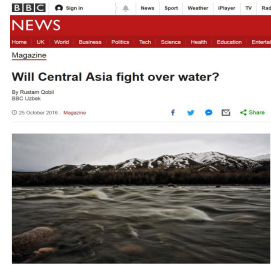 BBC Sign in News Sport Weather iPlayer TV Rad
NEWS
Home UK World Business Politics Tech Science Health Education Enterta
Magazine
Will Central Asia fight over water?
By Rustam Qobil
BBC Uzbek
25 October 2016 Magazine Share